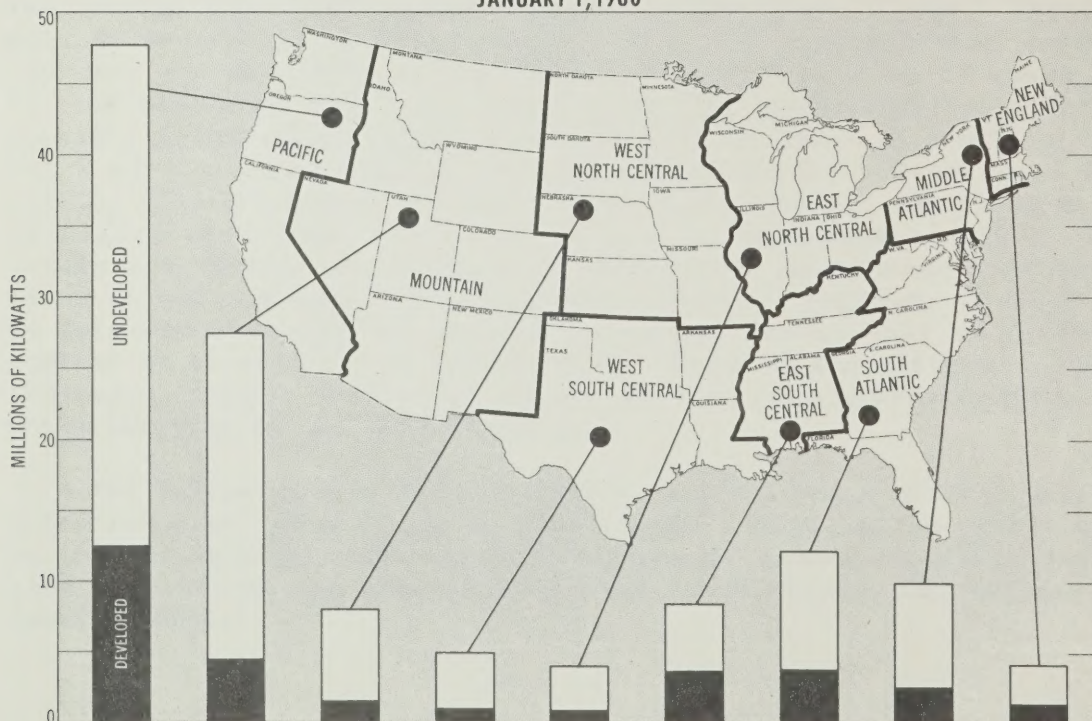 JANUARY 1, 1960
50
40
30
20
10
0
MILLIONS OF KILOWATTS
UNDEVELOPED
DEVELOPED
WASHINGTON
MONTANA
NORTH DAKOTA
MINNESOTA
MAINE
OREGON
IDAHO
VT
N.H.
NEW
ENGLAND
NEW YORK
MICHIGAN
WISCONSIN
SOUTH DAKOTA
MASS
CONN
R.I.
PACIFIC
WYOMING
WEST
NORTH CENTRAL
MIDDLE
ATLANTIC
PENNSYLVANIA
CALIFORNIA
NEVADA
UTAH
NEBRASKA
IOWA
ILLINOIS
INDIANA
OHIO
EAST
NORTH CENTRAL
COLORADO
KANSAS
MISSOURI
W.VA.
MD.
VIRGINIA
KENTUCKY
MOUNTAIN
ARIZONA
NEW MEXICO
OKLAHOMA
ARKANSAS
TENNESSEE
N. CAROLINA
TEXAS
WEST
SOUTH CENTRAL
LOUISIANA
MISSISSIPPI
ALABAMA
GEORGIA
S. CAROLINA
EAST
SOUTH
CENTRAL
SOUTH
ATLANTIC
FLORIDA